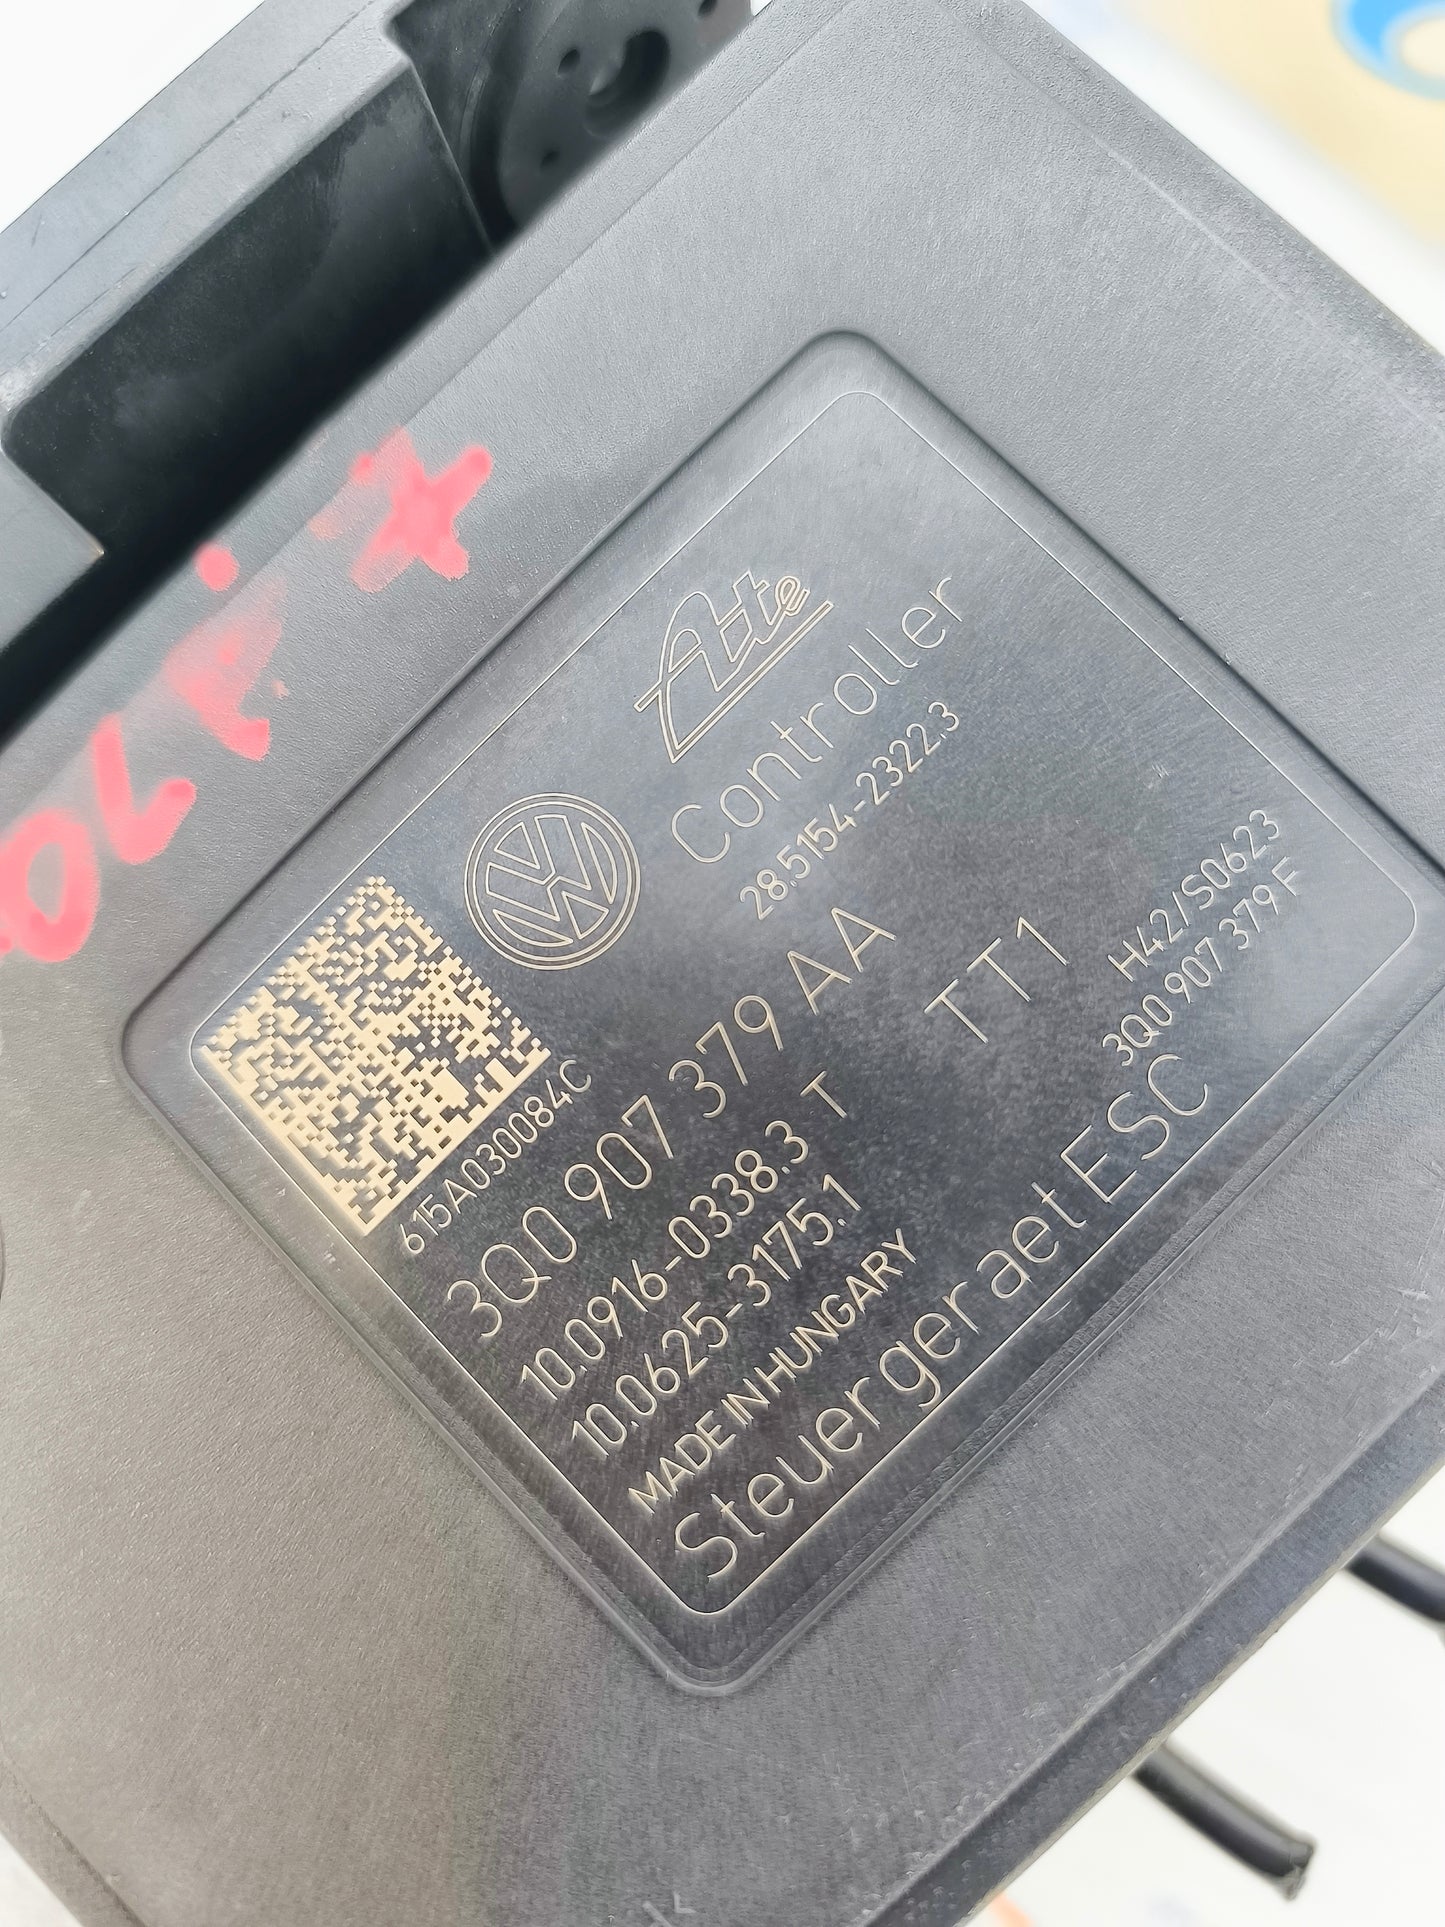 Ate
Controller
28.5154-2322.3
615A030084C
3Q0 907 379 AA
TT1
H42/S0623
3Q0 907 379 F
10.0916-0338.3 T
10.0625-3175.1
MADE IN HUNGARY
Steuergeraet ESC